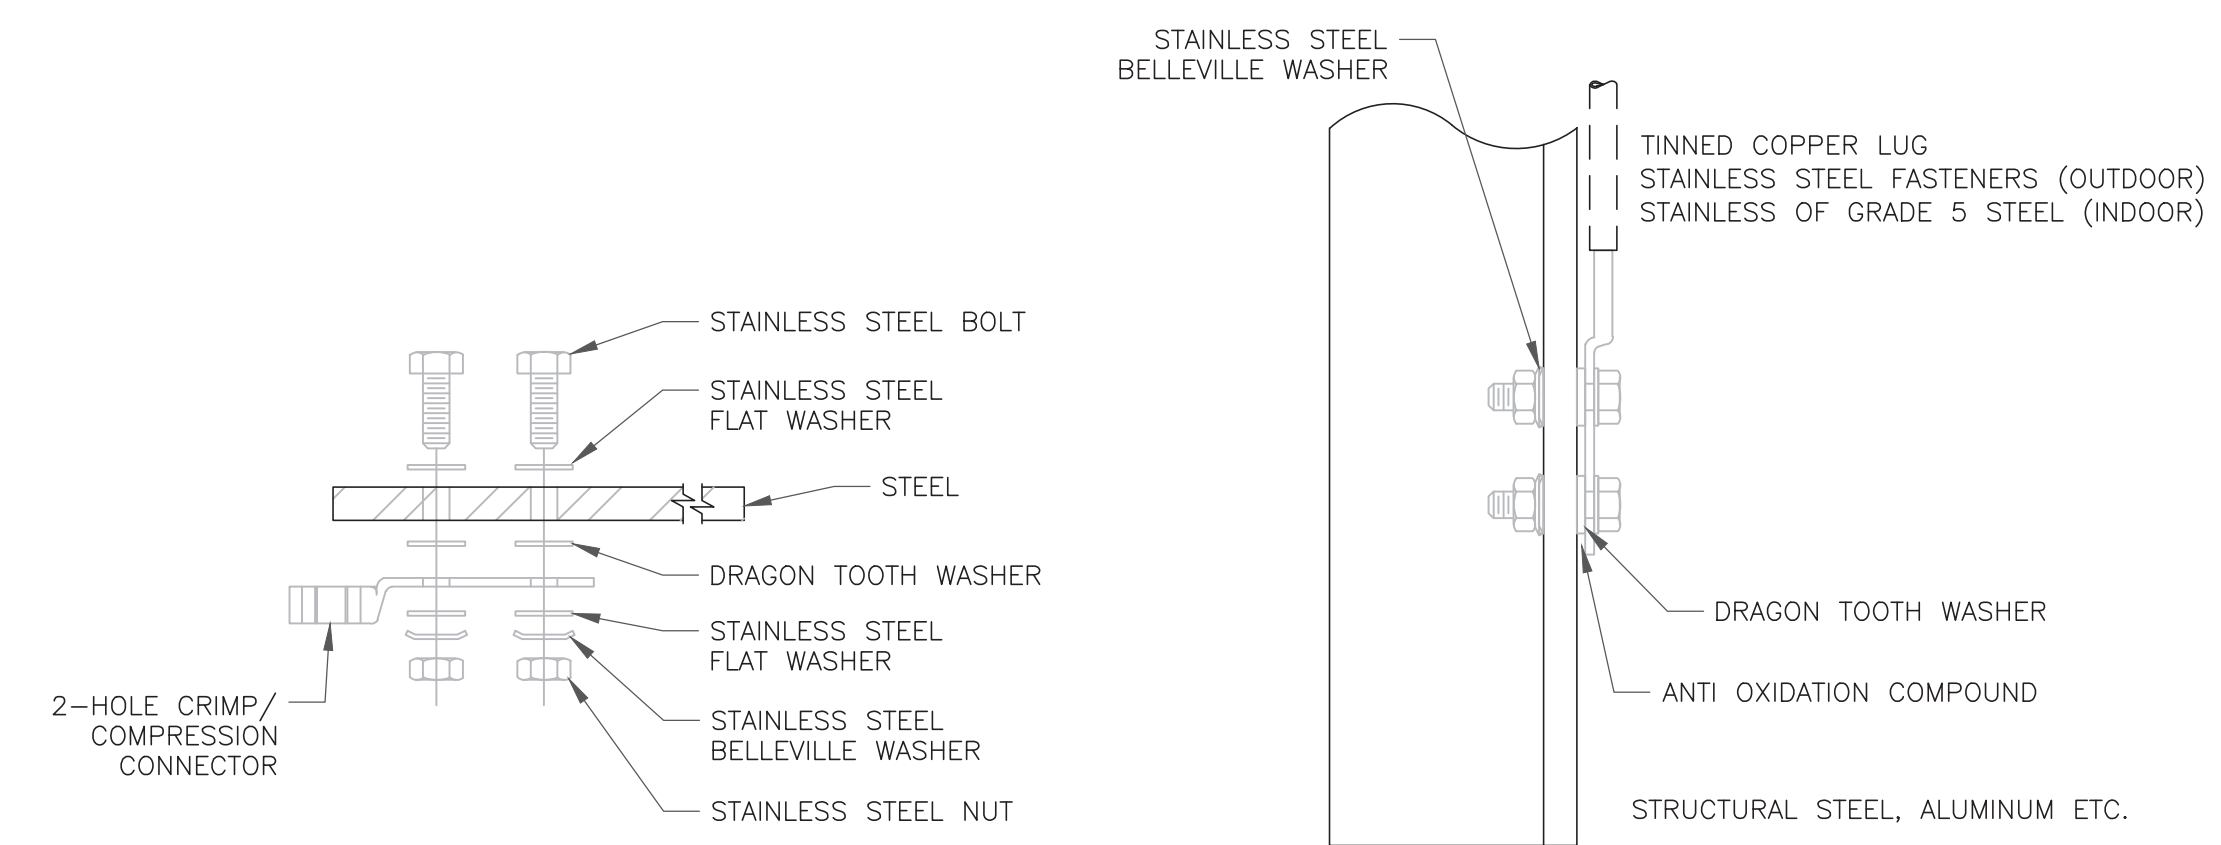 STAINLESS STEEL BOLT
STAINLESS STEEL
FLAT WASHER
STEEL
DRAGON TOOTH WASHER
STAINLESS STEEL
FLAT WASHER
2-HOLE CRIMP/
COMPRESSION
CONNECTOR
STAINLESS STEEL
BELLEVILLE WASHER
STAINLESS STEEL NUT
STAINLESS STEEL
BELLEVILLE WASHER
TINNED COPPER LUG
STAINLESS STEEL FASTENERS (OUTDOOR)
STAINLESS OF GRADE 5 STEEL (INDOOR)
DRAGON TOOTH WASHER
ANTI OXIDATION COMPOUND
STRUCTURAL STEEL, ALUMINUM ETC.